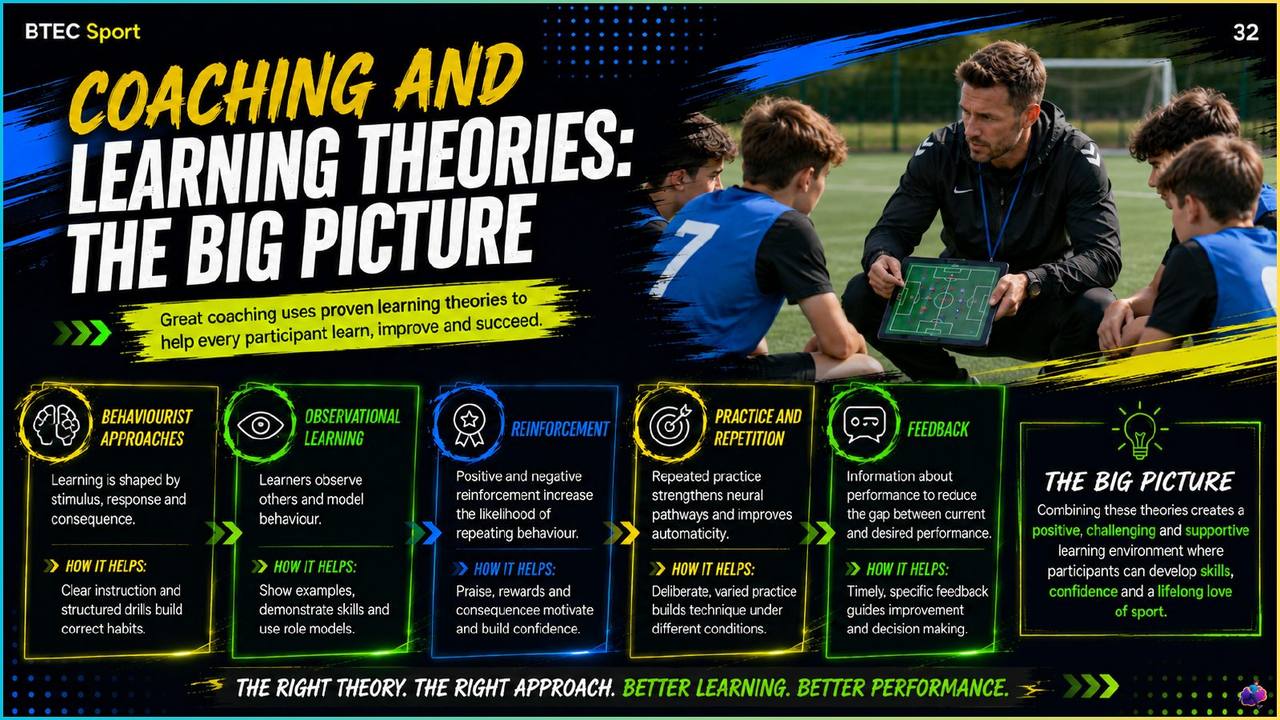 BTEC Sport
32
COACHING AND
LEARNING THEORIES:
THE BIG PICTURE
Great coaching uses proven learning theories to
help every participant learn, improve and succeed.
7
BEHAVIOURIST
APPROACHES
Learning is shaped by
stimulus, response and
consequence.
HOW IT HELPS:
Clear instruction and
structured drills build
correct habits.
OBSERVATIONAL
LEARNING
Learners observe
others and model
behaviour.
HOW IT HELPS:
Show examples,
demonstrate skills and
use role models.
REINFORCEMENT
Positive and negative
reinforcement increase
the likelihood of
repeating behaviour.
HOW IT HELPS:
Praise, rewards and
consequencee motivate
and build confidence.
PRACTICE AND
REPETITION
Repeated practice
strengthens neural
pathways and improves
automaticity.
HOW IT HELPS:
Deliberate, varied practice
builds technique under
different conditions.
FEEDBACK
Information about
performance to reduce
the gap between current
and desired performance.
HOW IT HELPS:
Timely, specific feedback
guides improvement
and decision making.
THE BIG PICTURE
Combining these theories creates a
positive, challenging and supportive
learning environment where
participants can develop skills,
confidence and a lifelong love
of sport.
THE RIGHT THEORY. THE RIGHT APPROACH. BETTER LEARNING. BETTER PERFORMANCE.